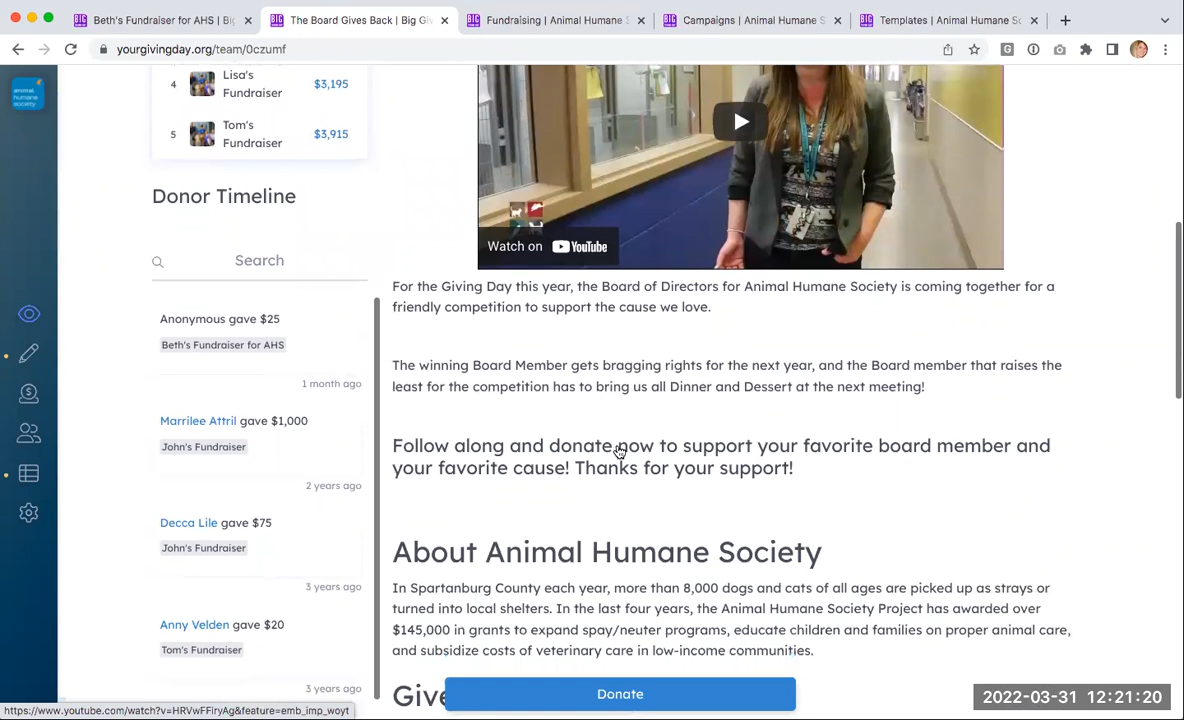 Beth's Fundraiser for AHS | Bi
The Board Gives Back | Big Giv
Fundraising | Animal Humane S
Campaigns | Animal Humane S
Templates | Animal Humane So
yourgivingday.org/team/0czumf
animal
humane
society
4 Lisa's Fundraiser $3,195
5 Tom's Fundraiser $3,915
Donor Timeline
Search
Anonymous gave $25
Beth's Fundraiser for AHS
1 month ago
Marrilee Attril gave $1,000
John's Fundraiser
2 years ago
Decca Lile gave $75
John's Fundraiser
3 years ago
Anny Velden gave $20
Tom's Fundraiser
3 years ago
Watch on YouTube
For the Giving Day this year, the Board of Directors for Animal Humane Society is coming together for a
friendly competition to support the cause we love.
The winning Board Member gets bragging rights for the next year, and the Board member that raises the
least for the competition has to bring us all Dinner and Dessert at the next meeting!
Follow along and donate now to support your favorite board member and
your favorite cause! Thanks for your support!
About Animal Humane Society
In Spartanburg County each year, more than 8,000 dogs and cats of all ages are picked up as strays or
turned into local shelters. In the last four years, the Animal Humane Society Project has awarded over
$145,000 in grants to expand spay/neuter programs, educate children and families on proper animal care,
and subsidize costs of veterinary care in low-income communities.
Give
Donate
https://www.youtube.com/watch?v=HRVwFFiryAg&feature=emb_imp_woyt
2022-03-31 12:21:20